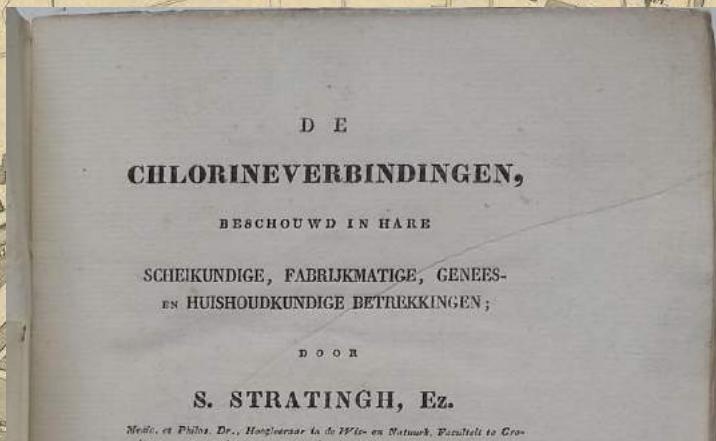 DE
CHLORINEVERBINDINGEN,
BESCHOUWD IN HARE
SCHEIKUNDIGE, FABRIJKMATIGE, GENEES-
EN HUISHOUDKUNDIGE BETREKKINGEN;
DOOR
S. STRATINGH, Ez.
Medic. et Philos. Dr., Hoogleeraar in de Wis- en Natuurk. Faculteit te Gro-